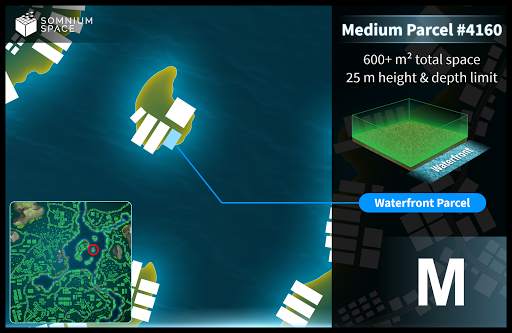 SOMNIUM
SPACE
Medium Parcel #4160
600+ m² total space
25 m height & depth limit
Waterfront
Waterfront Parcel
M